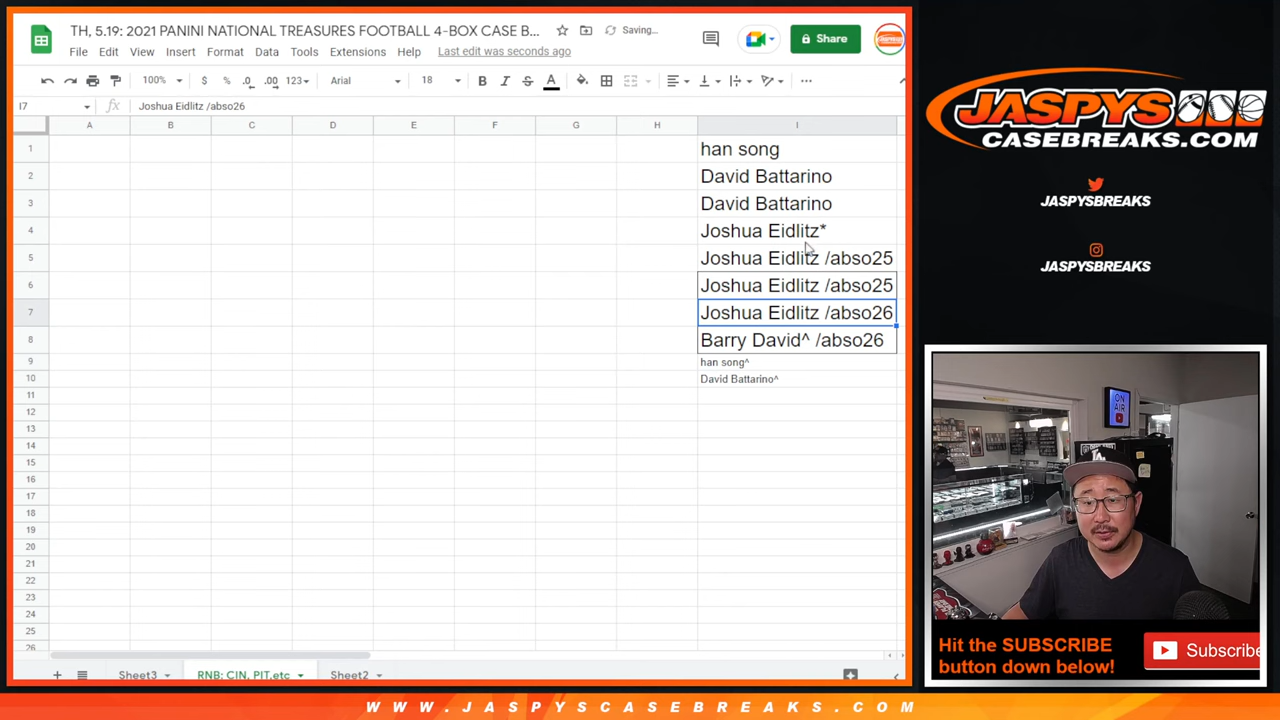 TH, 5.19: 2021 PANINI NATIONAL TREASURES FOOTBALL 4-BOX CASE B...
Saving...
Share
File Edit View Insert Format Data Tools Extensions Help Last edit was seconds ago
100% $ % .0 .00 123 Arial 18 B I S A
I7 fx Joshua Eidlitz /abso26
A B C D E F G H I
1 han song
2 David Battarino
3 David Battarino
4 Joshua Eidlitz*
5 Joshua Eidlitz /abso25
6 Joshua Eidlitz /abso25
7 Joshua Eidlitz /abso26
8 Barry David^ /abso26
9 han song^
10 David Battarino^
11
12
13
14
15
16
17
18
19
20
21
22
23
24
25
26
+ Sheet3 RNB: CIN, PIT,etc Sheet2
JASPYS
CASEBREAKS.COM
JASPYSBREAKS
JASPYSBREAKS
ON
AIR
LA
Hit the SUBSCRIBE
button down below!
Subscribe
WWW.JASPYSCASEBREAKS.COM